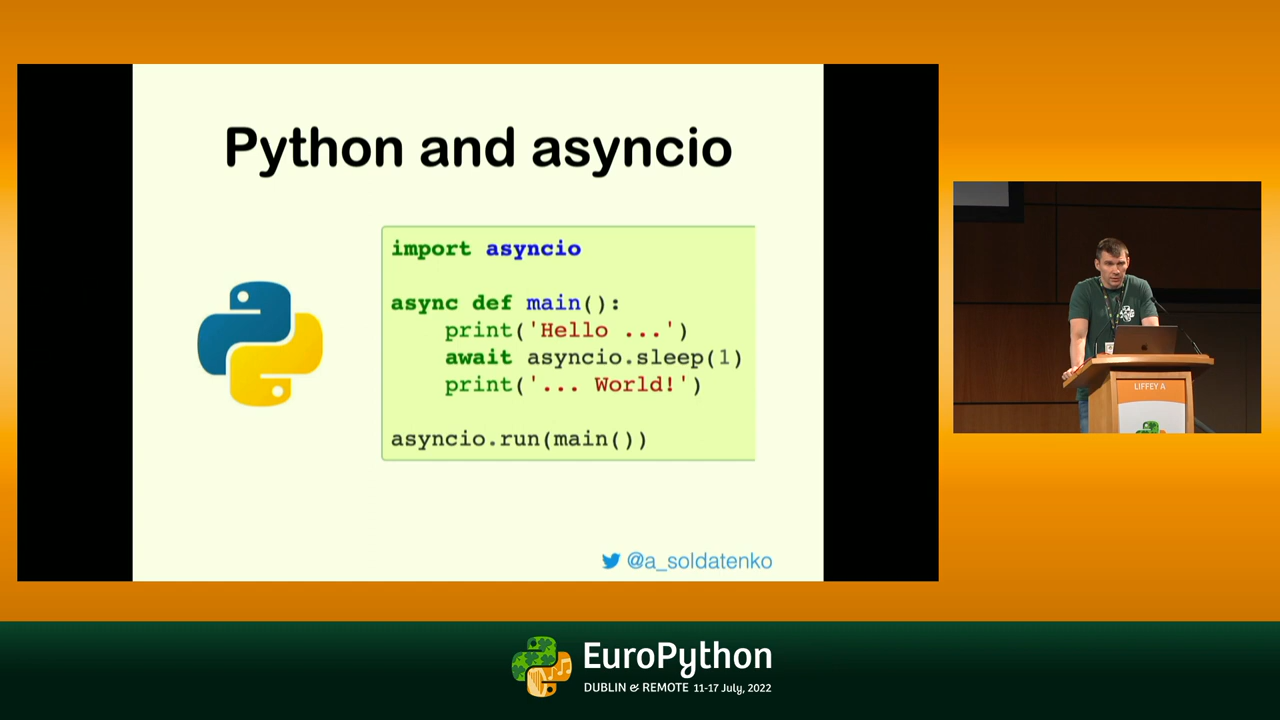 Python and asyncio
import asyncio
async def main():
print('Hello ...')
await asyncio.sleep(1)
print('... World!')
asyncio.run(main())
@a_soldatenko
LIFFEY A
EuroPython
DUBLIN & REMOTE 11-17 July, 2022